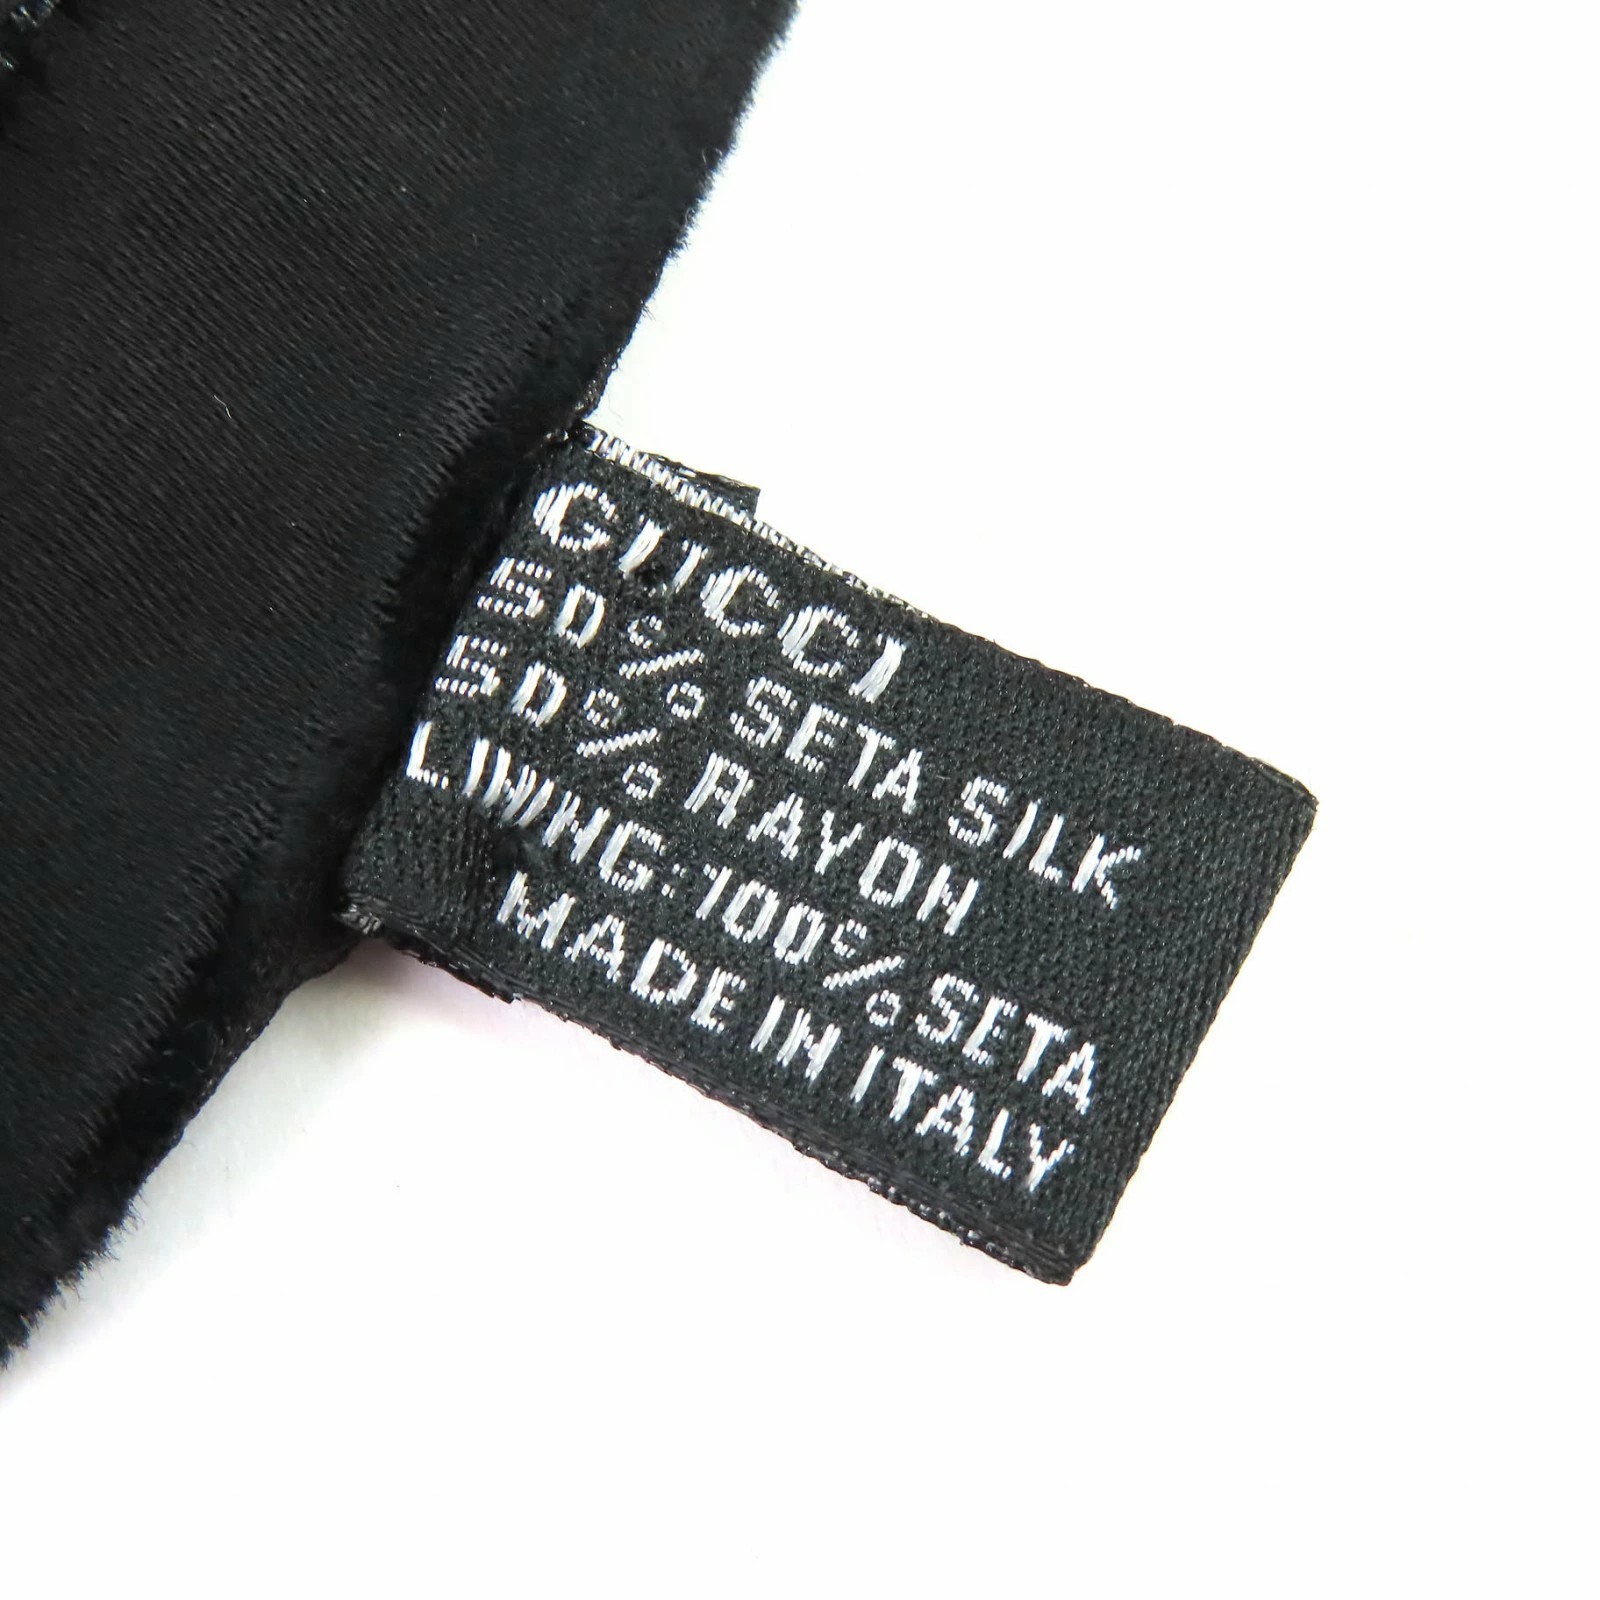 GUCCI
50% SETA SILK
50% RAYON
LINING:100% SETA
MADE IN ITALY